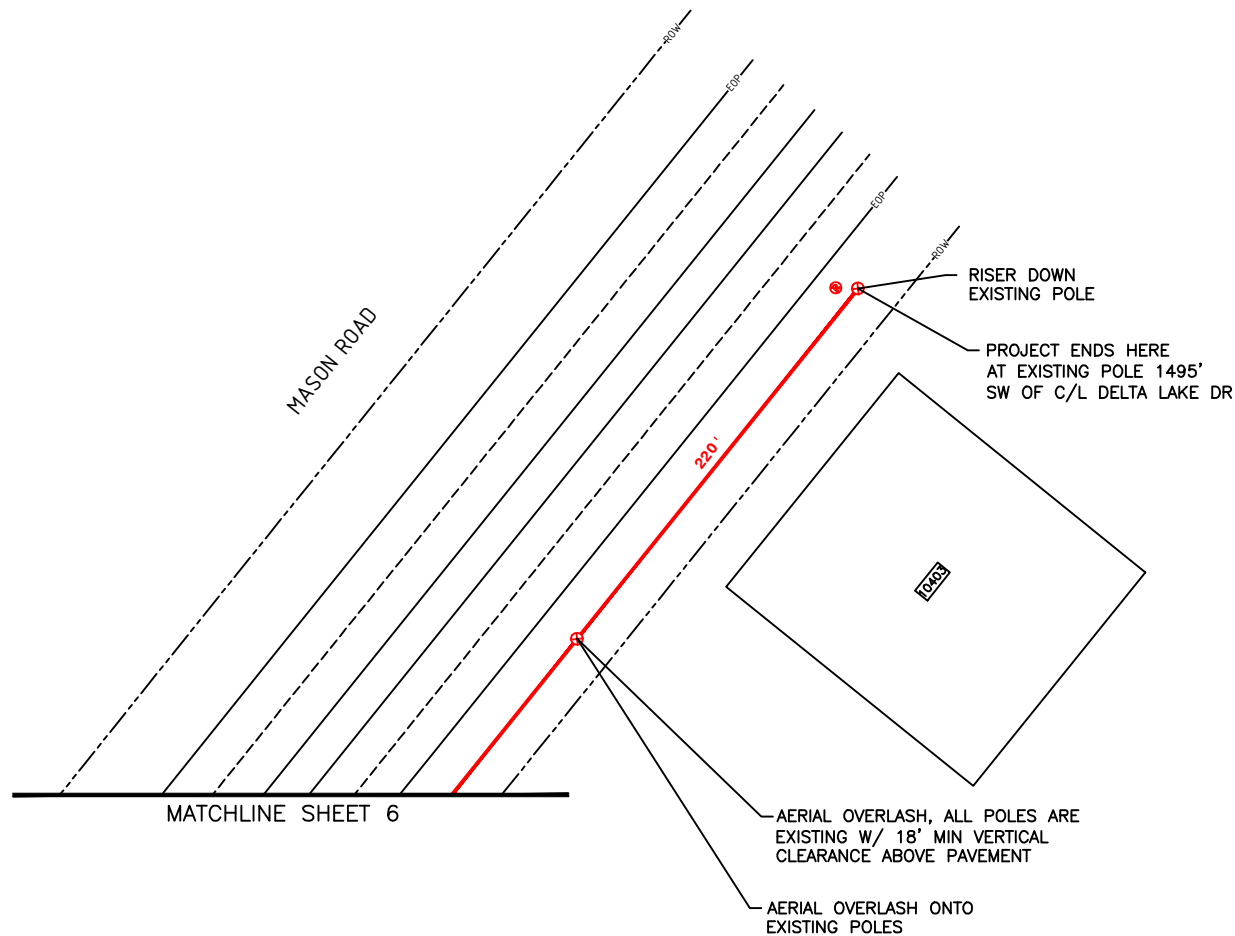 ROW
EOP
EOP
ROW
MASON ROAD
RISER DOWN
EXISTING POLE
PROJECT ENDS HERE
AT EXISTING POLE 1495'
SW OF C/L DELTA LAKE DR
220'
10403
MATCHLINE SHEET 6
AERIAL OVERLASH, ALL POLES ARE
EXISTING W/ 18' MIN VERTICAL
CLEARANCE ABOVE PAVEMENT
AERIAL OVERLASH ONTO
EXISTING POLES